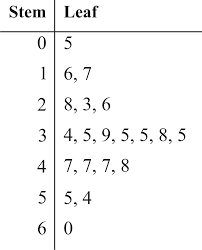 Stem Leaf
0 5
1 6, 7
2 8, 3, 6
3 4, 5, 9, 5, 5, 8, 5
4 7, 7, 7, 8
5 5, 4
6 0